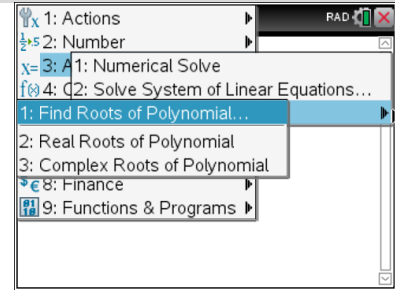 1: Actions
RAD
2: Number
3: A
1: Numerical Solve
4: C
2: Solve System of Linear Equations...
1: Find Roots of Polynomial...
2: Real Roots of Polynomial
3: Complex Roots of Polynomial
8: Finance
9: Functions & Programs